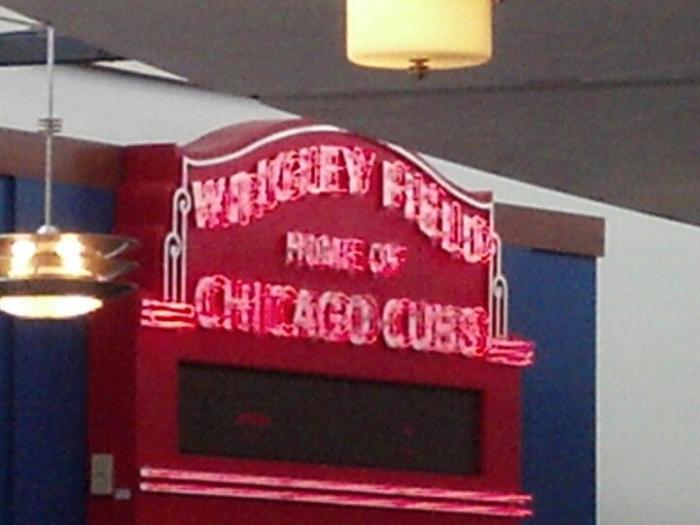 WRIGLEY FIELD
HOME OF
CHICAGO CUBS